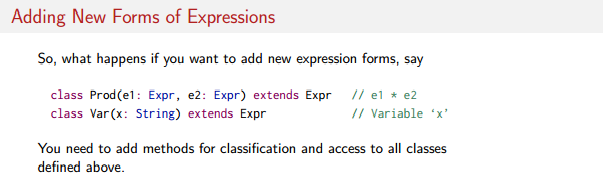 Adding New Forms of Expressions
So, what happens if you want to add new expression forms, say
class Prod(e1: Expr, e2: Expr) extends Expr // e1 * e2
class Var(x: String) extends Expr // Variable ‘x’
You need to add methods for classification and access to all classes
defined above.